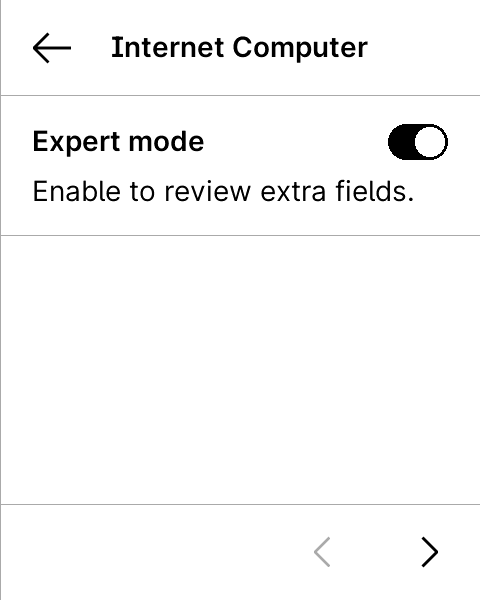 Internet Computer
Expert mode
Enable to review extra fields.